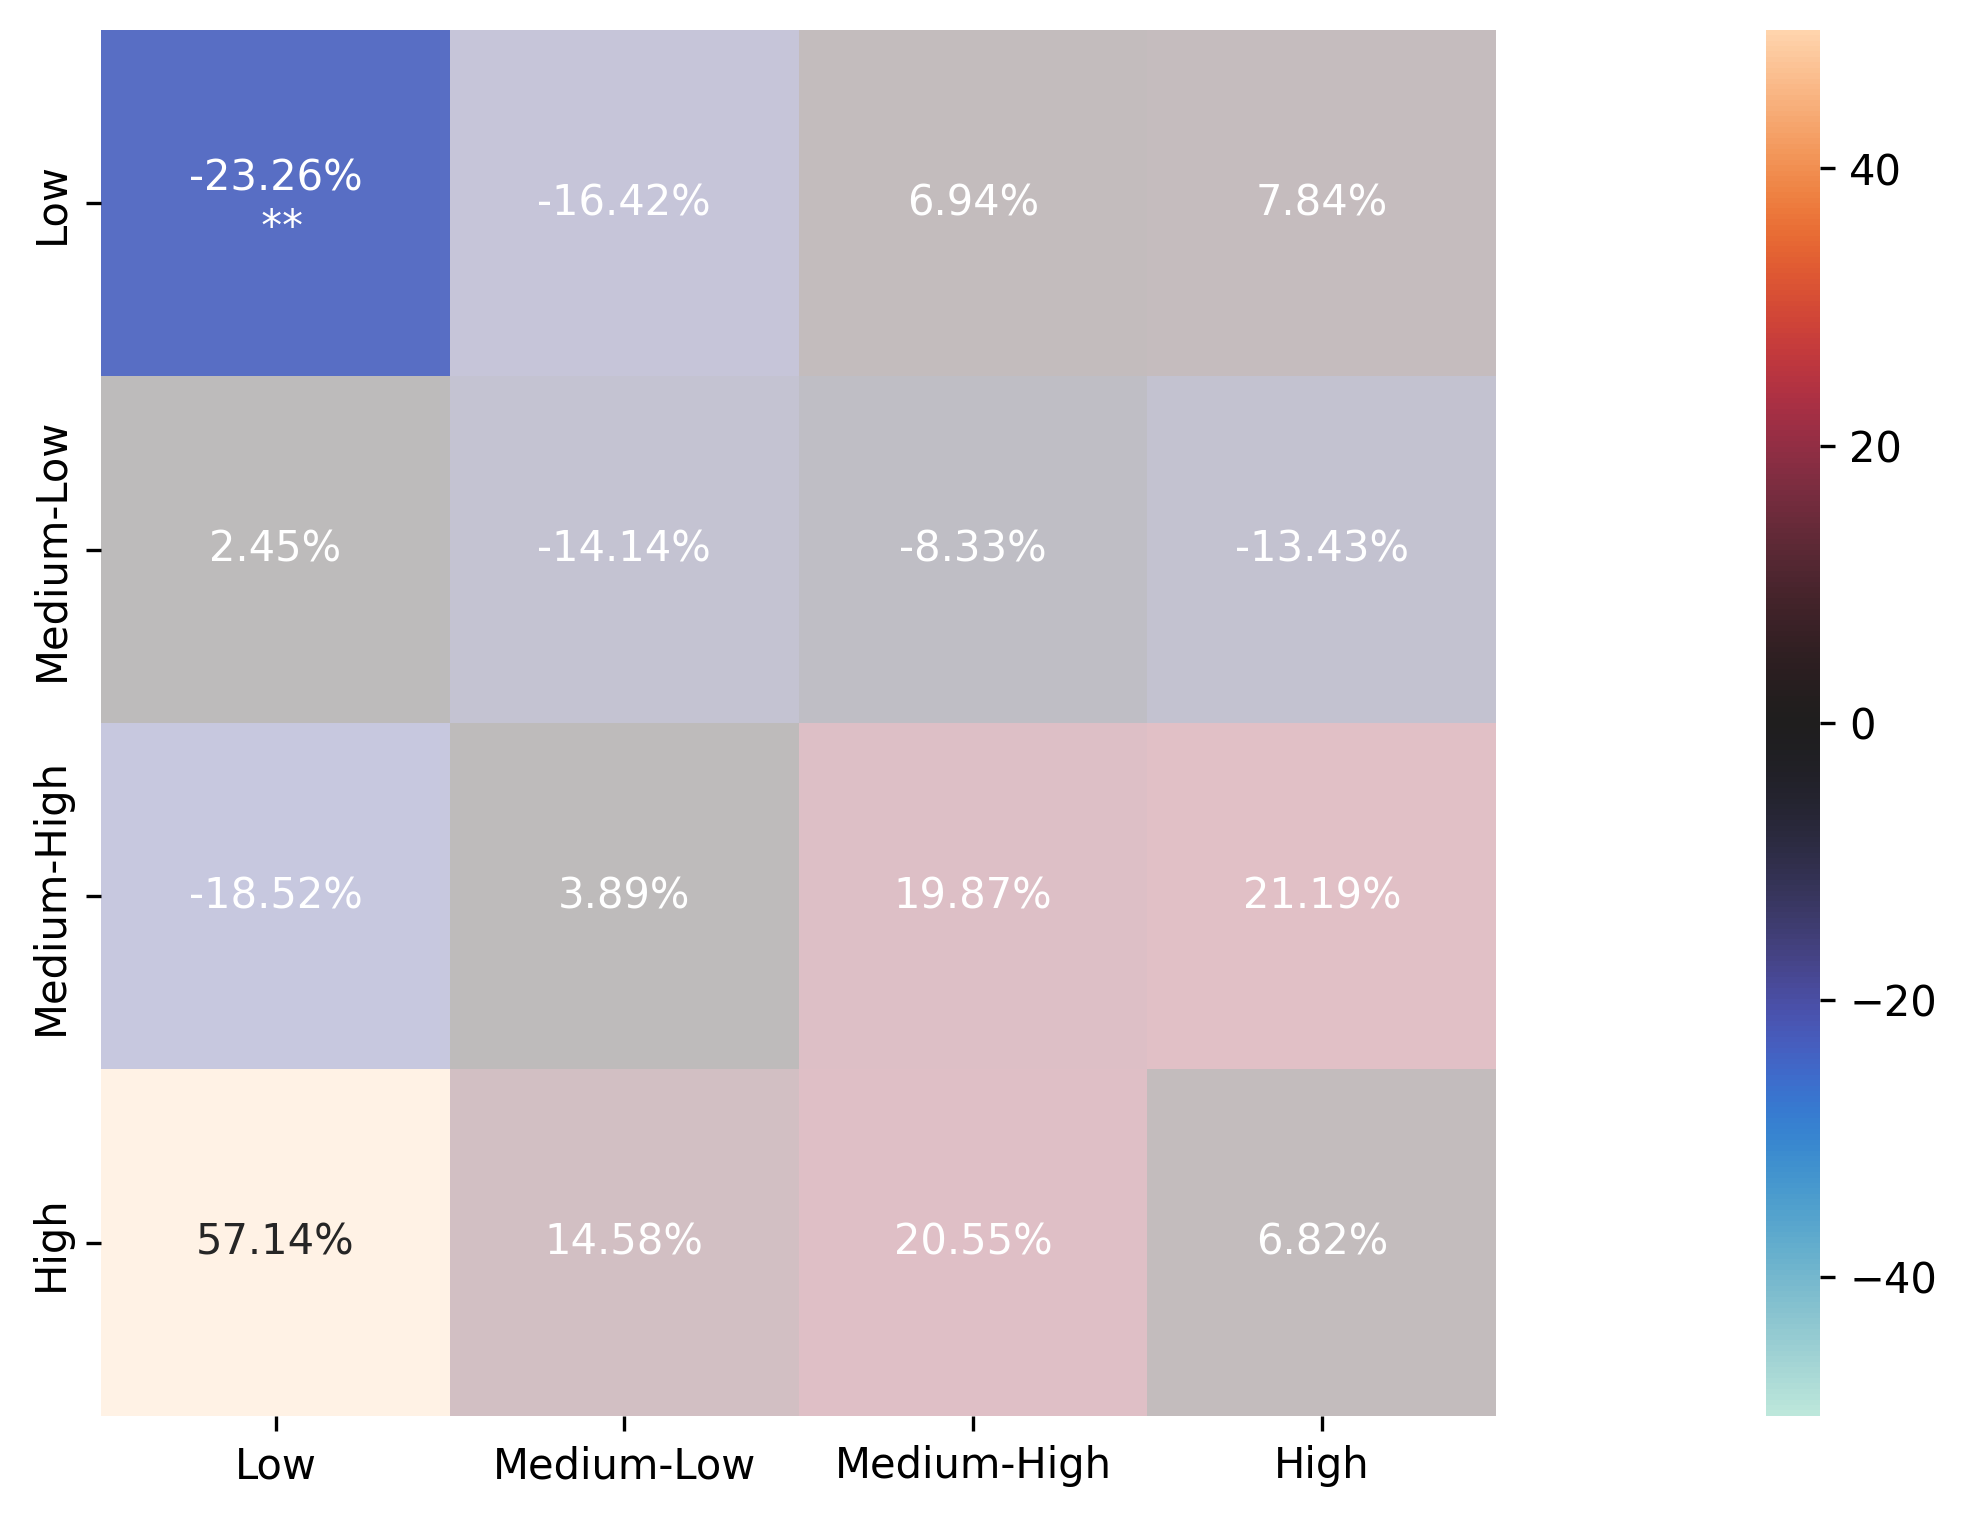 Low
-23.26%
**
-16.42%
6.94%
7.84%
Medium-Low
2.45%
-14.14%
-8.33%
-13.43%
Medium-High
-18.52%
3.89%
19.87%
21.19%
High
57.14%
14.58%
20.55%
6.82%
Low
Medium-Low
Medium-High
High
40
20
0
−20
−40